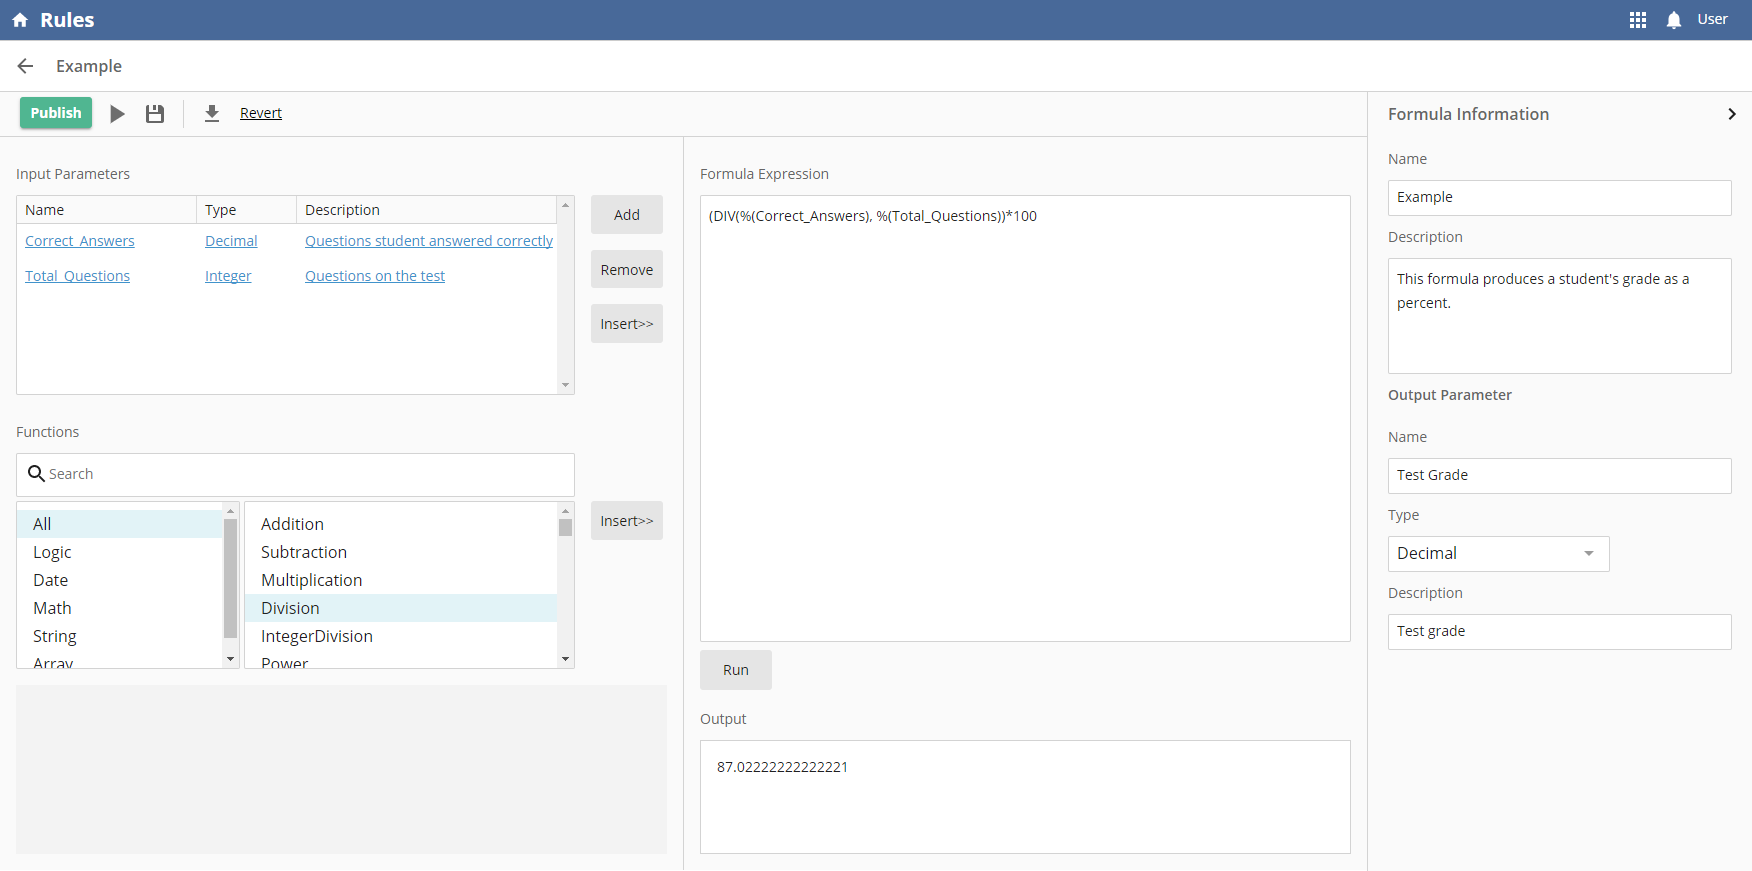 Rules
User
Example
Publish
Revert
Input Parameters
Name Type Description
Correct_Answers Decimal Questions student answered correctly
Total_Questions Integer Questions on the test
Add
Remove
Insert>>
Functions
Search
All
Logic
Date
Math
String
Array
Addition
Subtraction
Multiplication
Division
IntegerDivision
Power
Insert>>
Formula Expression
(DIV(%(Correct_Answers), %(Total_Questions))*100
Run
Output
87.02222222222221
Formula Information
Name
Example
Description
This formula produces a student's grade as a
percent.
Output Parameter
Name
Test Grade
Type
Decimal
Description
Test grade